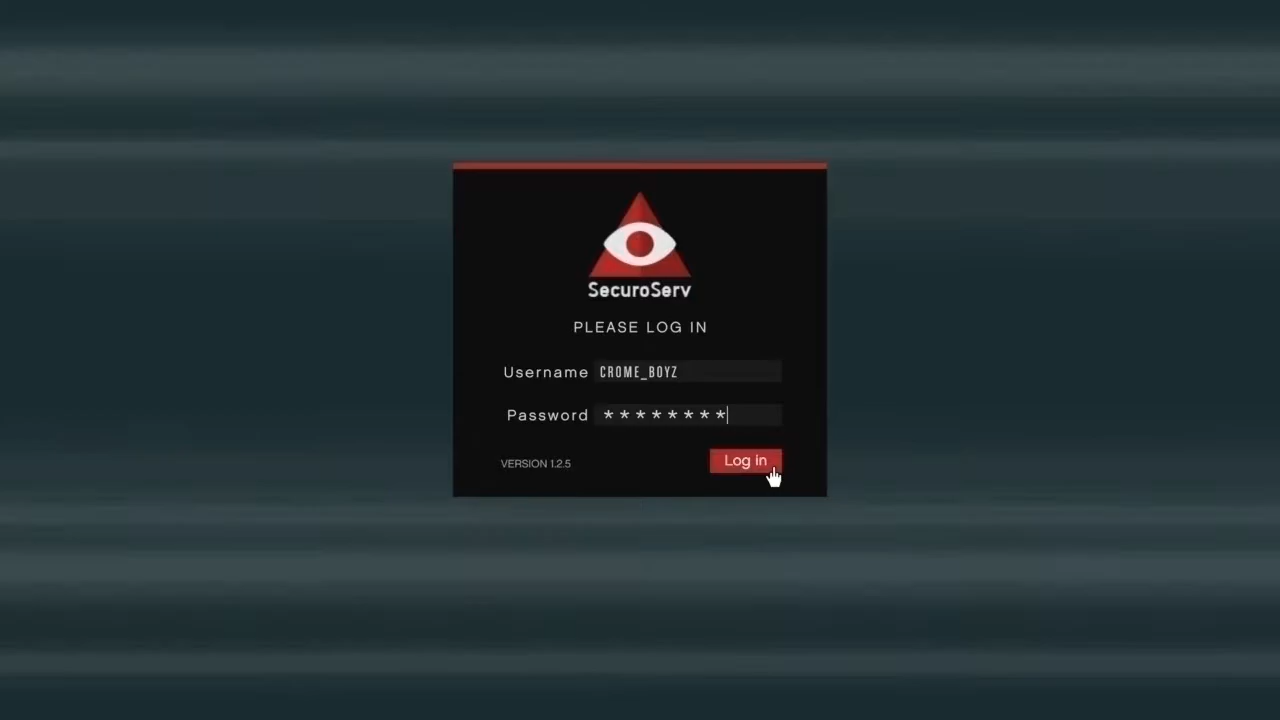 SecuroServ
PLEASE LOG IN
Username CROME_BOYZ
Password ********
VERSION 1.2.5 Log in